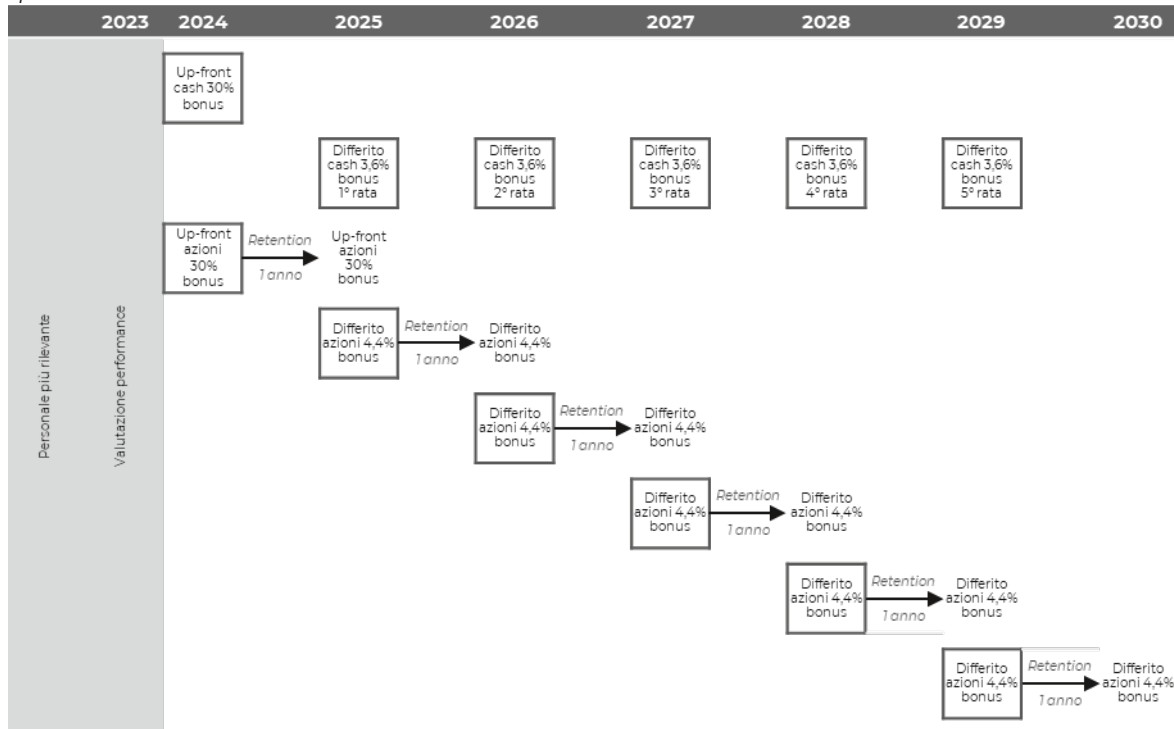 2023 2024 2025 2026 2027 2028 2029 2030
Up-front
cash 30%
bonus
Differito
cash 3,6%
bonus
1° rata
Differito
cash 3,6%
bonus
2° rata
Differito
cash 3,6%
bonus
3° rata
Differito
cash 3,6%
bonus
4° rata
Differito
cash 3,6%
bonus
5° rata
Up-front
azioni
30%
bonus
Retention
1 anno
Up-front
azioni
30%
bonus
Personale più rilevante
Valutazione performance
Differito
azioni 4,4%
bonus
Retention
1 anno
Differito
azioni 4,4%
bonus
Differito
azioni 4,4%
bonus
Retention
1 anno
Differito
azioni 4,4%
bonus
Differito
azioni 4,4%
bonus
Retention
1 anno
Differito
azioni 4,4%
bonus
Differito
azioni 4,4%
bonus
Retention
1 anno
Differito
azioni 4,4%
bonus
Differito
azioni 4,4%
bonus
Retention
1 anno
Differito
azioni 4,4%
bonus